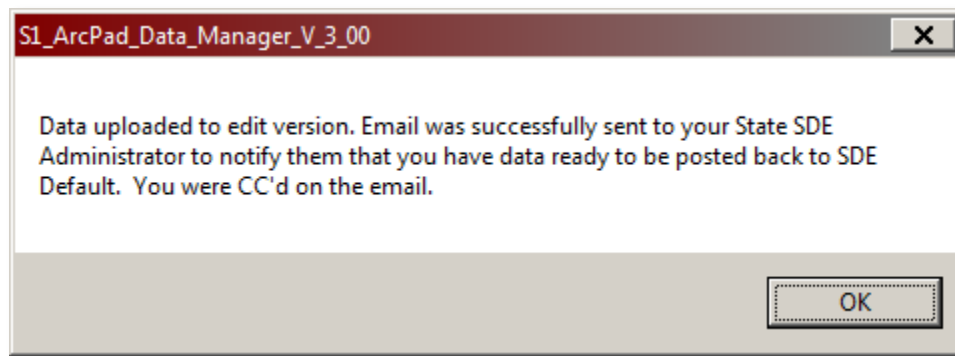 S1_ArcPad_Data_Manager_V_3_00
Data uploaded to edit version. Email was successfully sent to your State SDE
Administrator to notify them that you have data ready to be posted back to SDE
Default.  You were CC'd on the email.
OK